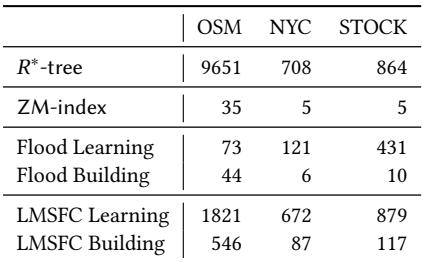 OSM NYC STOCK
R*-tree 9651 708 864
ZM-index 35 5 5
Flood Learning 73 121 431
Flood Building 44 6 10
LMSFC Learning 1821 672 879
LMSFC Building 546 87 117